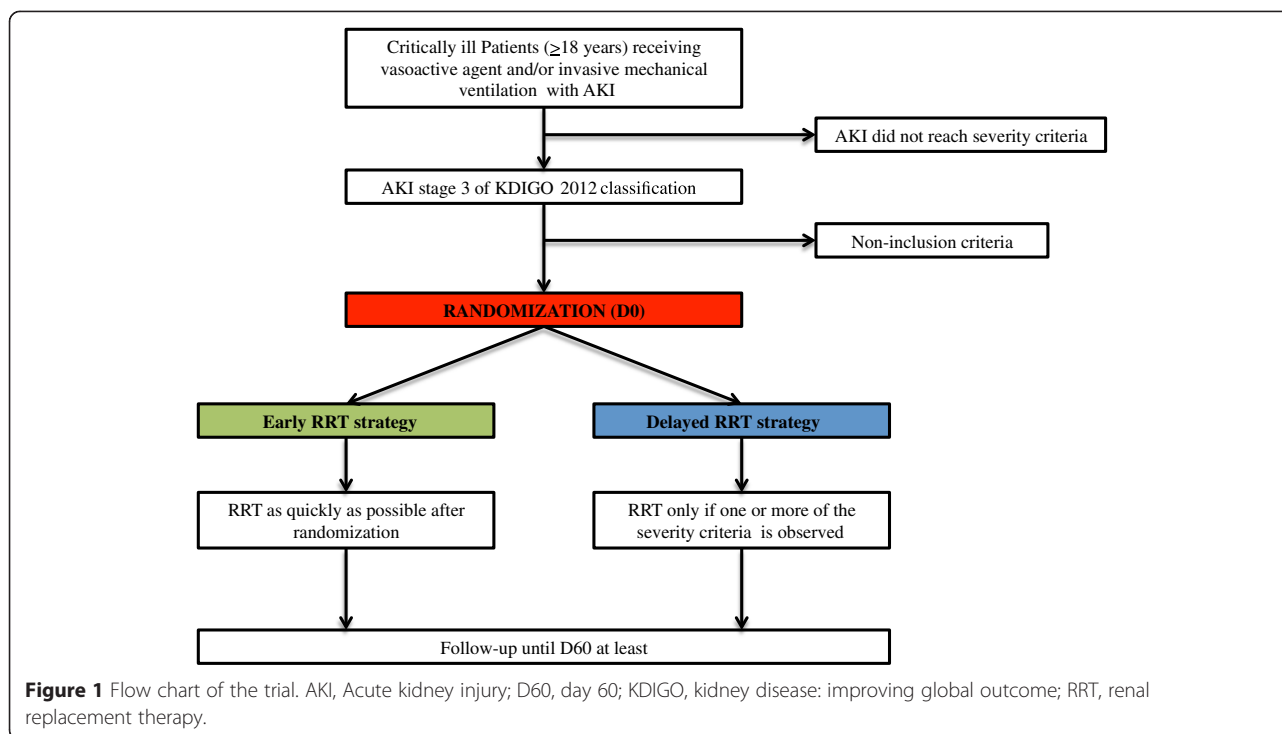 Critically ill Patients (≥18 years) receiving
vasoactive agent and/or invasive mechanical
ventilation with AKI
AKI did not reach severity criteria
AKI stage 3 of KDIGO 2012 classification
Non-inclusion criteria
RANDOMIZATION (D0)
Early RRT strategy
Delayed RRT strategy
RRT as quickly as possible after
randomization
RRT only if one or more of the
severity criteria is observed
Follow-up until D60 at least
Figure 1 Flow chart of the trial. AKI, Acute kidney injury; D60, day 60; KDIGO, kidney disease: improving global outcome; RRT, renal
replacement therapy.